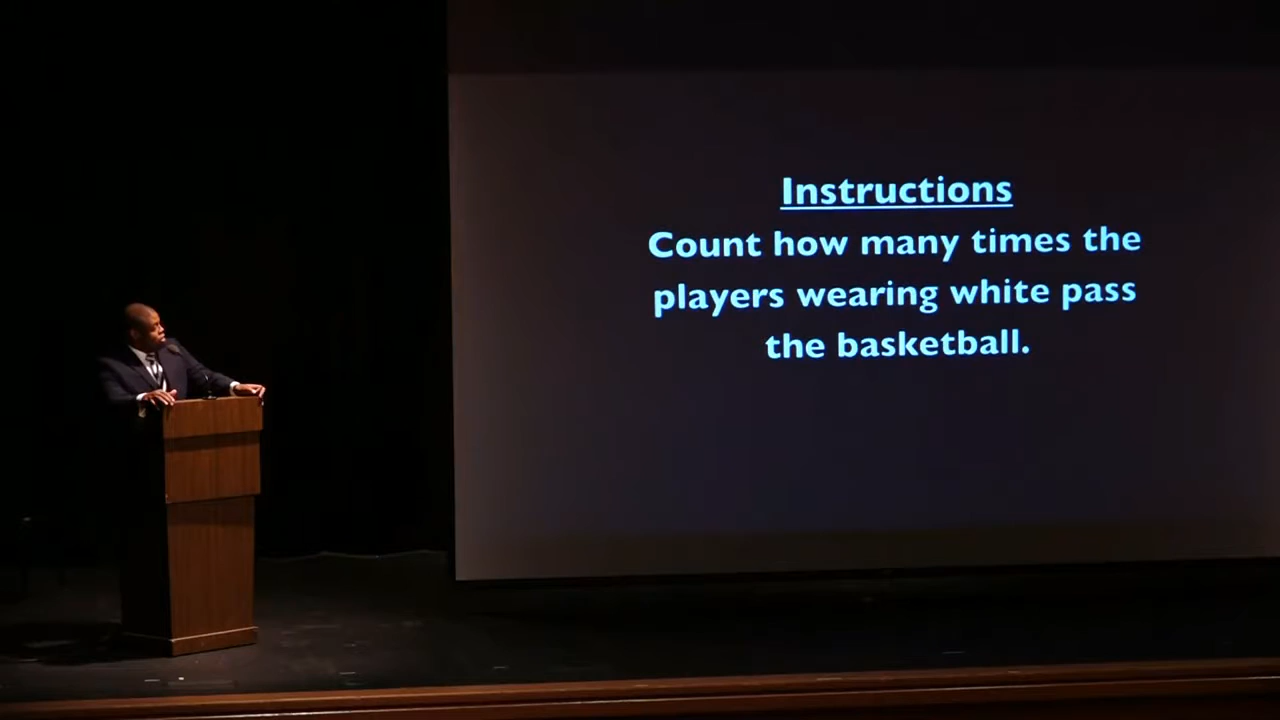 Instructions
Count how many times the
players wearing white pass
the basketball.